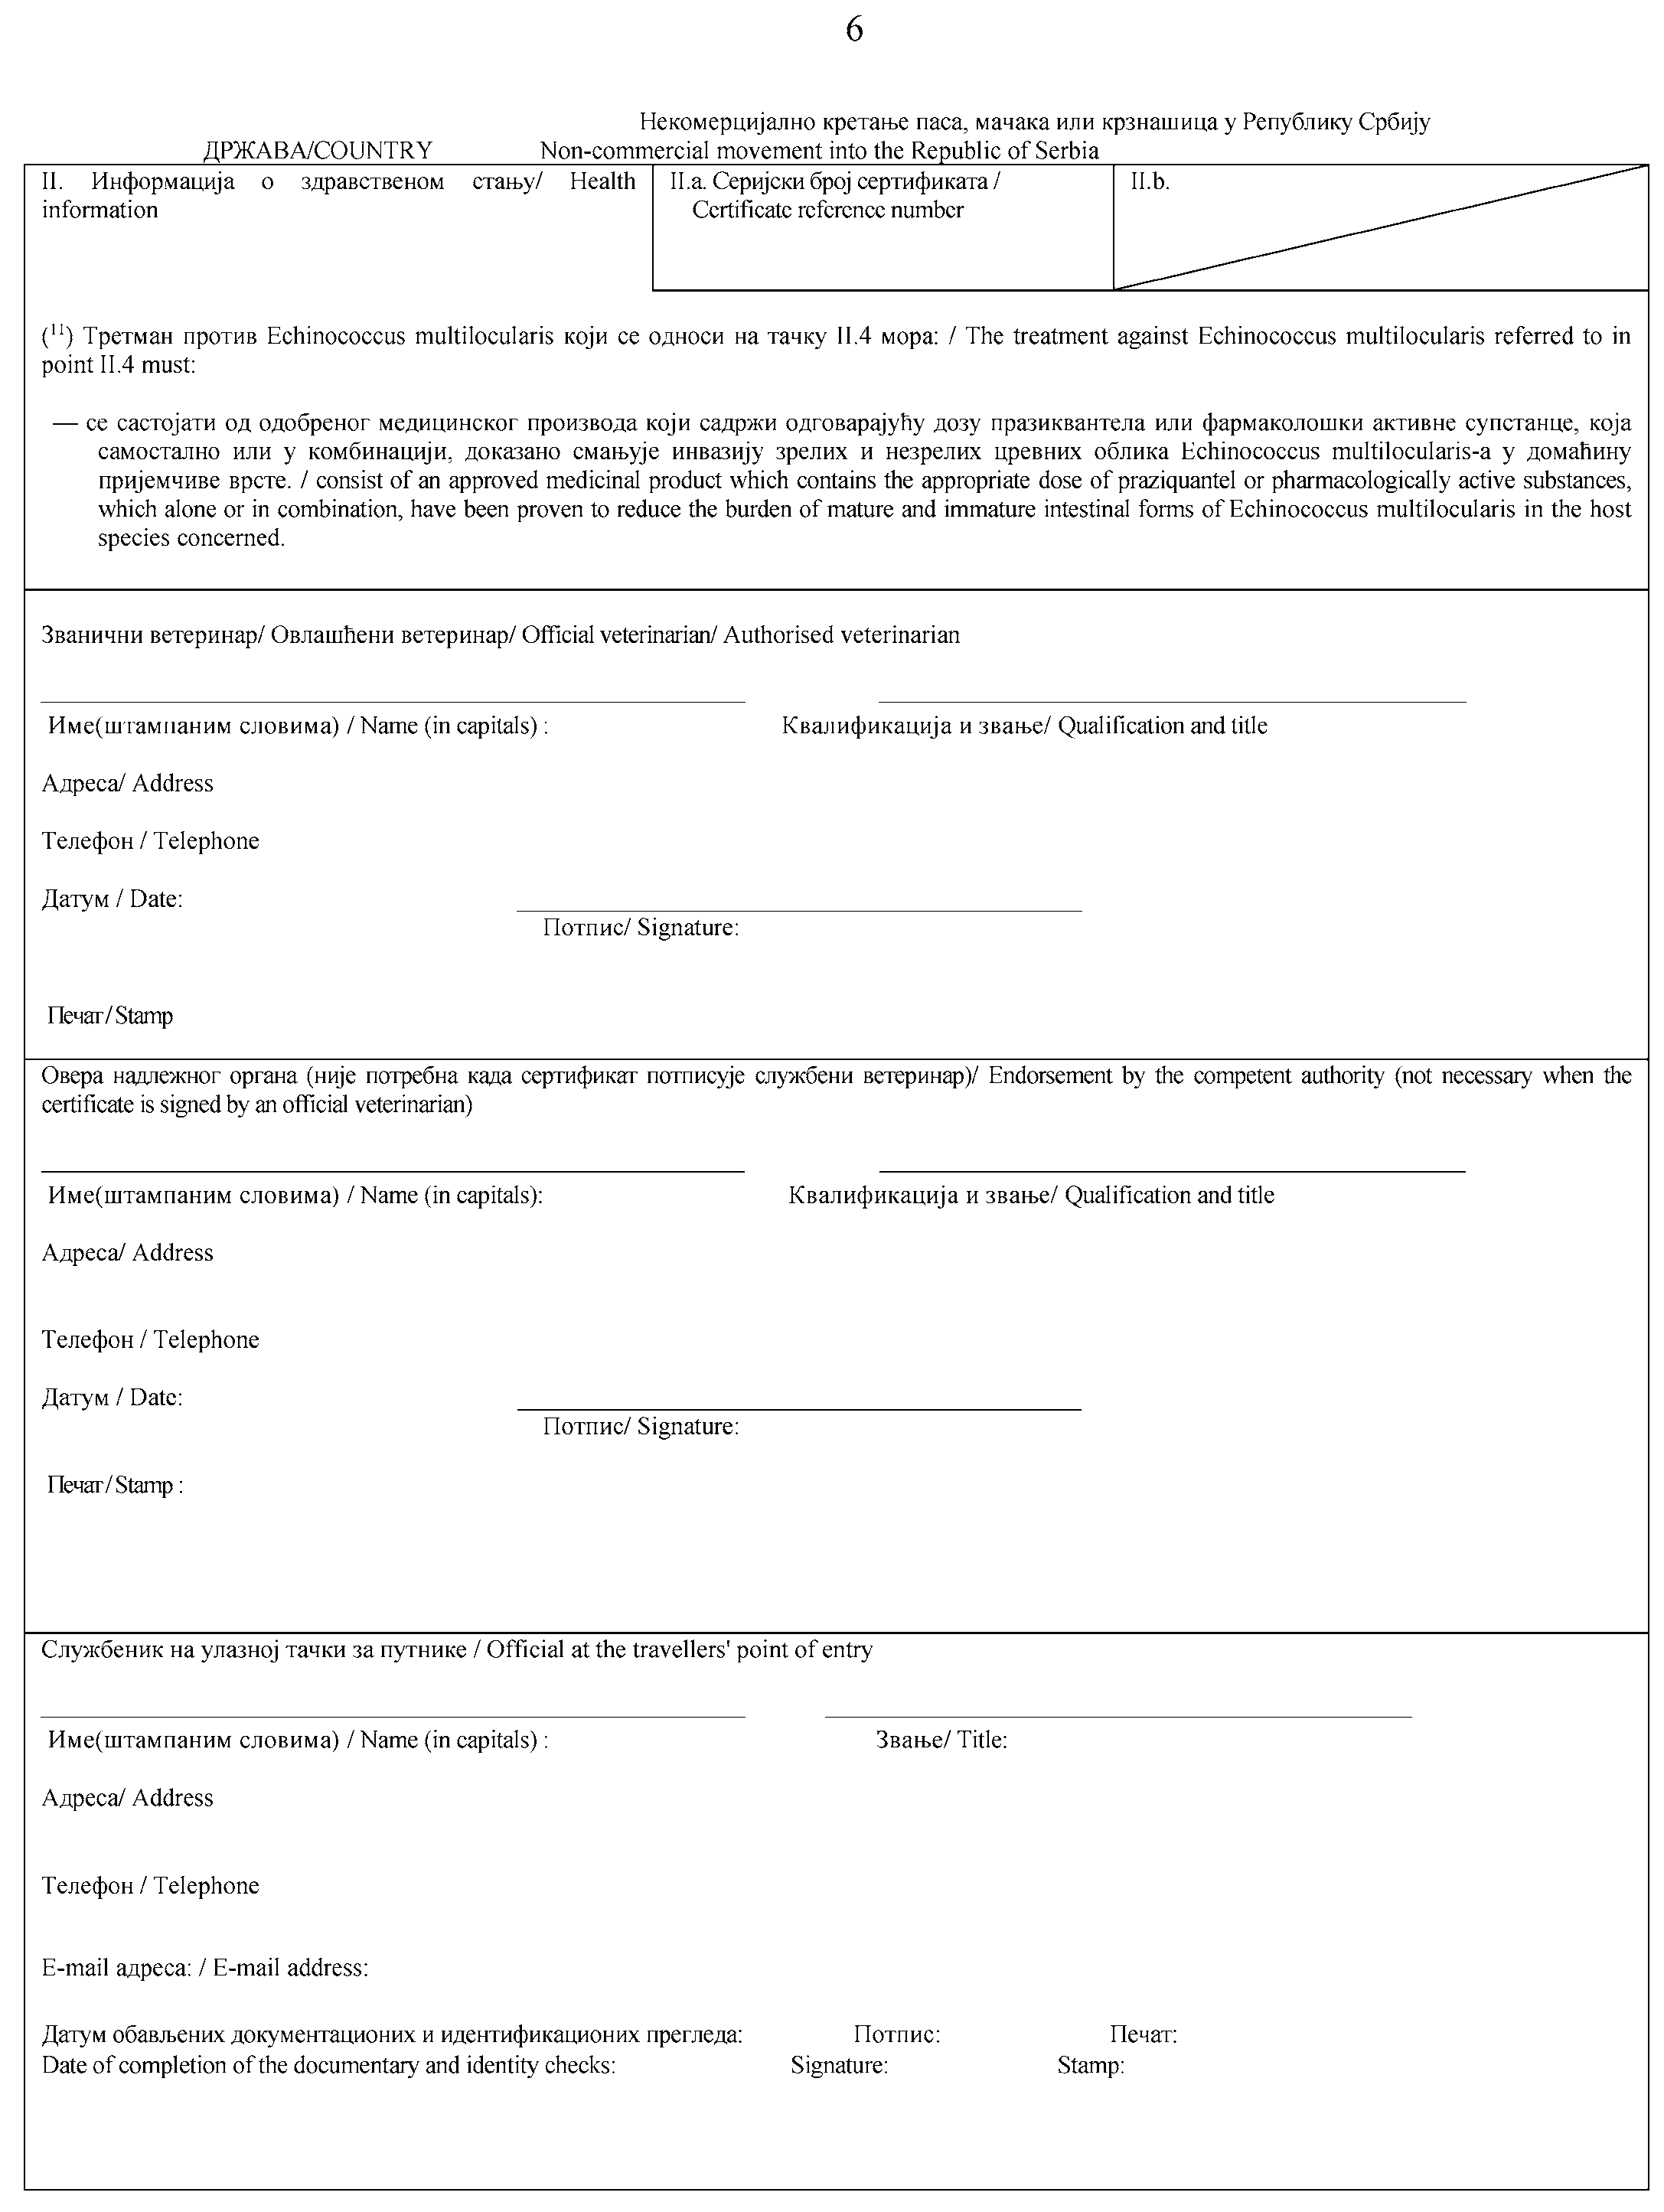 6
Некомерцијално кретање паса, мачака или крзнашица у Републику Србију
ДРЖАВА/COUNTRY Non-commercial movement into the Republic of Serbia
II. Информација о здравственом стању/ Health
information
II.a. Серијски број сертификата /
Certificate reference number
II.b.
(11) Третман против Echinococcus multilocularis који се односи на тачку II.4 мора: / The treatment against Echinococcus multilocularis referred to in
point II.4 must:
— се састојати од одобреног медицинског производа који садржи одговарајућу дозу празиквантела или фармаколошки активне супстанце, која
самостално или у комбинацији, доказано смањује инвазију зрелих и незрелих цревних облика Echinococcus multilocularis-а у домаћину
пријемчиве врсте. / consist of an approved medicinal product which contains the appropriate dose of praziquantel or pharmacologically active substances,
which alone or in combination, have been proven to reduce the burden of mature and immature intestinal forms of Echinococcus multilocularis in the host
species concerned.
Званични ветеринар/ Овлашћени ветеринар/ Official veterinarian/ Authorised veterinarian
Име(штампаним словима) / Name (in capitals) : Квалификација и звање/ Qualification and title
Адреса/ Address
Телефон / Telephone
Датум / Date:
Потпис/ Signature:
Печат/ Stamp
Овера надлежног органа (није потребна када сертификат потписује службени ветеринар)/ Endorsement by the competent authority (not necessary when the
certificate is signed by an official veterinarian)
Име(штампаним словима) / Name (in capitals): Квалификација и звање/ Qualification and title
Адреса/ Address
Телефон / Telephone
Датум / Date:
Потпис/ Signature:
Печат/ Stamp :
Службеник на улазној тачки за путнике / Official at the travellers' point of entry
Име(штампаним словима) / Name (in capitals) : Звање/ Title:
Адреса/ Address
Телефон / Telephone
E-mail адреса: / E-mail address:
Датум обављених документационих и идентификационих прегледа: Потпис: Печат:
Date of completion of the documentary and identity checks: Signature: Stamp: